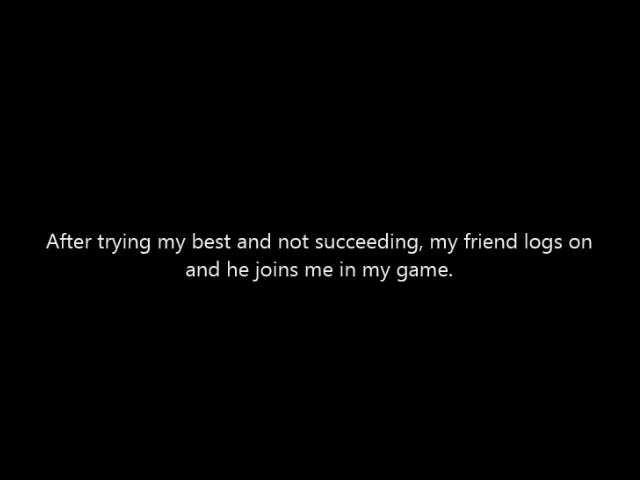 After trying my best and not succeeding, my friend logs on
and he joins me in my game.